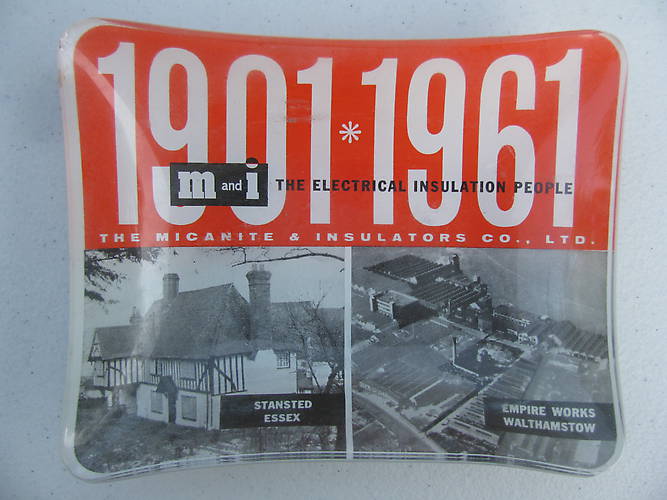 1901*1961
m and i THE ELECTRICAL INSULATION PEOPLE
THE MICANITE & INSULATORS CO., LTD.
STANSTED
ESSEX
EMPIRE WORKS
WALTHAMSTOW